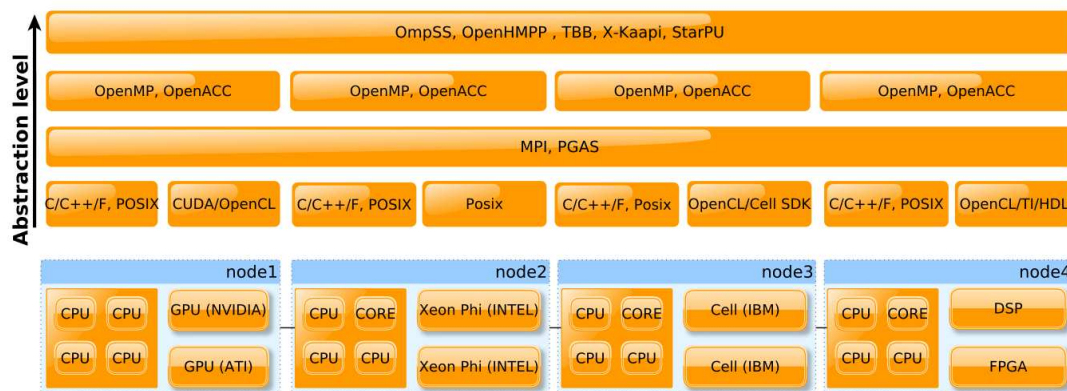 Abstraction level
OmpSS, OpenHMPP , TBB, X-Kaapi, StarPU
OpenMP, OpenACC
OpenMP, OpenACC
OpenMP, OpenACC
OpenMP, OpenACC
MPI, PGAS
C/C++/F, POSIX
CUDA/OpenCL
C/C++/F, POSIX
Posix
C/C++/F, Posix
OpenCL/Cell SDK
C/C++/F, POSIX
OpenCL/TI/HDL
node1
CPU
CPU
GPU (NVIDIA)
CPU
CPU
GPU (ATI)
node2
CPU
CORE
Xeon Phi (INTEL)
CPU
CPU
Xeon Phi (INTEL)
node3
CPU
CORE
Cell (IBM)
CPU
CPU
Cell (IBM)
node4
CPU
CORE
DSP
CPU
CPU
FPGA